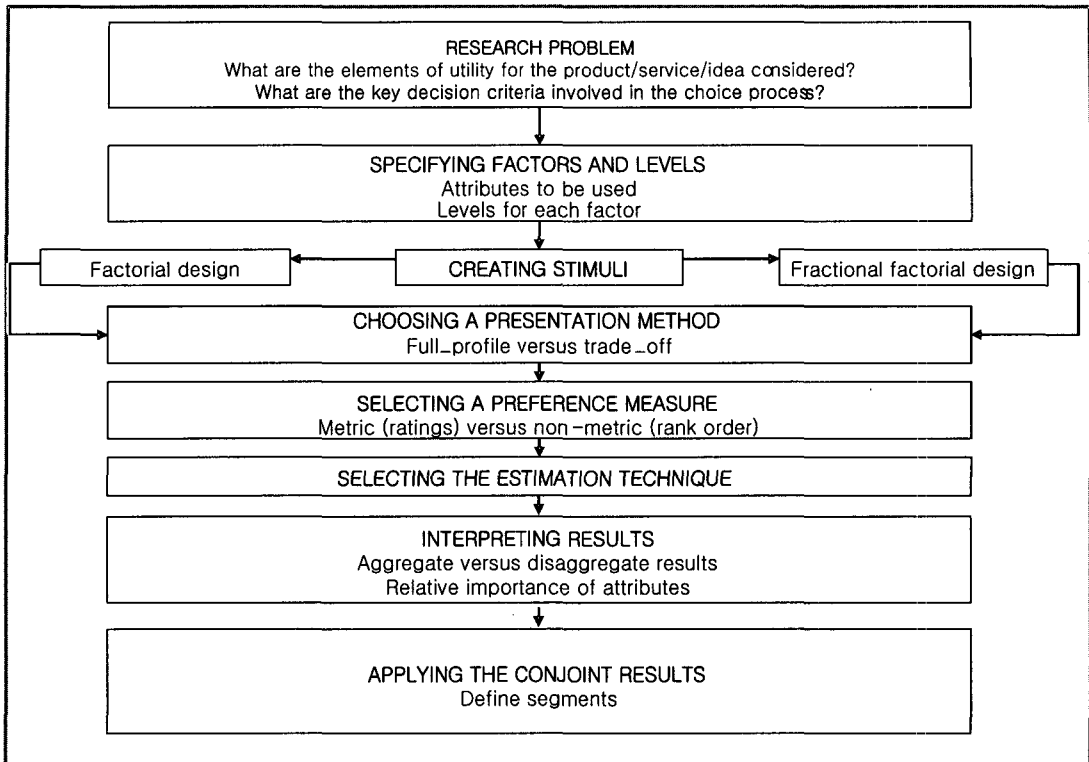 RESEARCH PROBLEM
What are the elements of utility for the product/service/idea considered?
What are the key decision criteria involved in the choice process?
SPECIFYING FACTORS AND LEVELS
Attributes to be used
Levels for each factor
Factorial design
CREATING STIMULI
Fractional factorial design
CHOOSING A PRESENTATION METHOD
Full-profile versus trade-off
SELECTING A PREFERENCE MEASURE
Metric (ratings) versus non-metric (rank order)
SELECTING THE ESTIMATION TECHNIQUE
INTERPRETING RESULTS
Aggregate versus disaggregate results
Relative importance of attributes
APPLYING THE CONJOINT RESULTS
Define segments